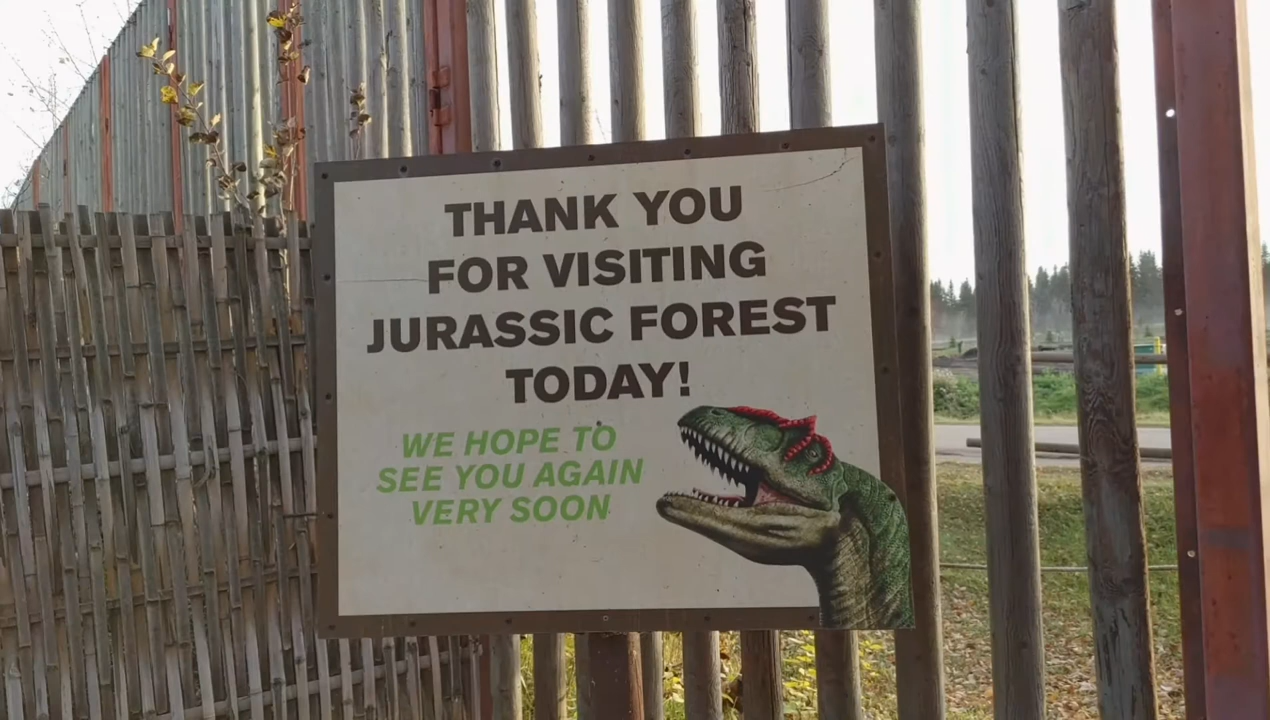 THANK YOU
FOR VISITING
JURASSIC FOREST
TODAY!
WE HOPE TO
SEE YOU AGAIN
VERY SOON